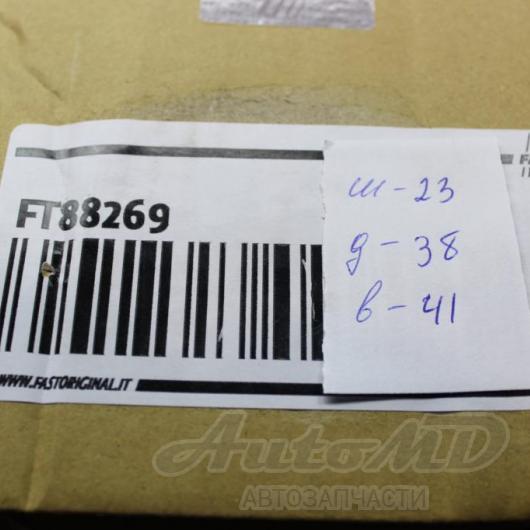 FT88269
WWW.FASTORIGINAL.IT
ш-23
д-38
в-41
AutoMD
АВТОЗАПЧАСТИ